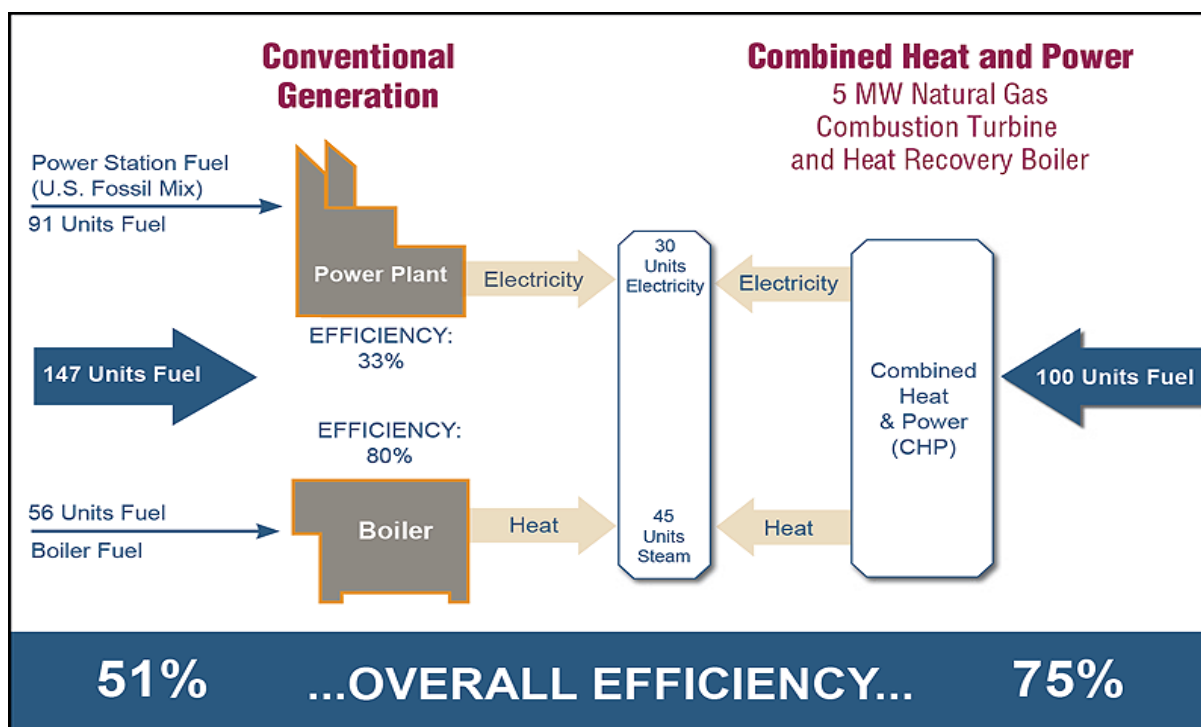 Conventional
Generation
Combined Heat and Power
5 MW Natural Gas
Combustion Turbine
and Heat Recovery Boiler
Power Station Fuel
(U.S. Fossil Mix)
91 Units Fuel
Power Plant
Electricity
30
Units
Electricity
Electricity
EFFICIENCY:
33%
147 Units Fuel
Combined
Heat
& Power
(CHP)
100 Units Fuel
EFFICIENCY:
80%
56 Units Fuel
Boiler Fuel
Boiler
Heat
45
Units
Steam
Heat
51% ...OVERALL EFFICIENCY... 75%